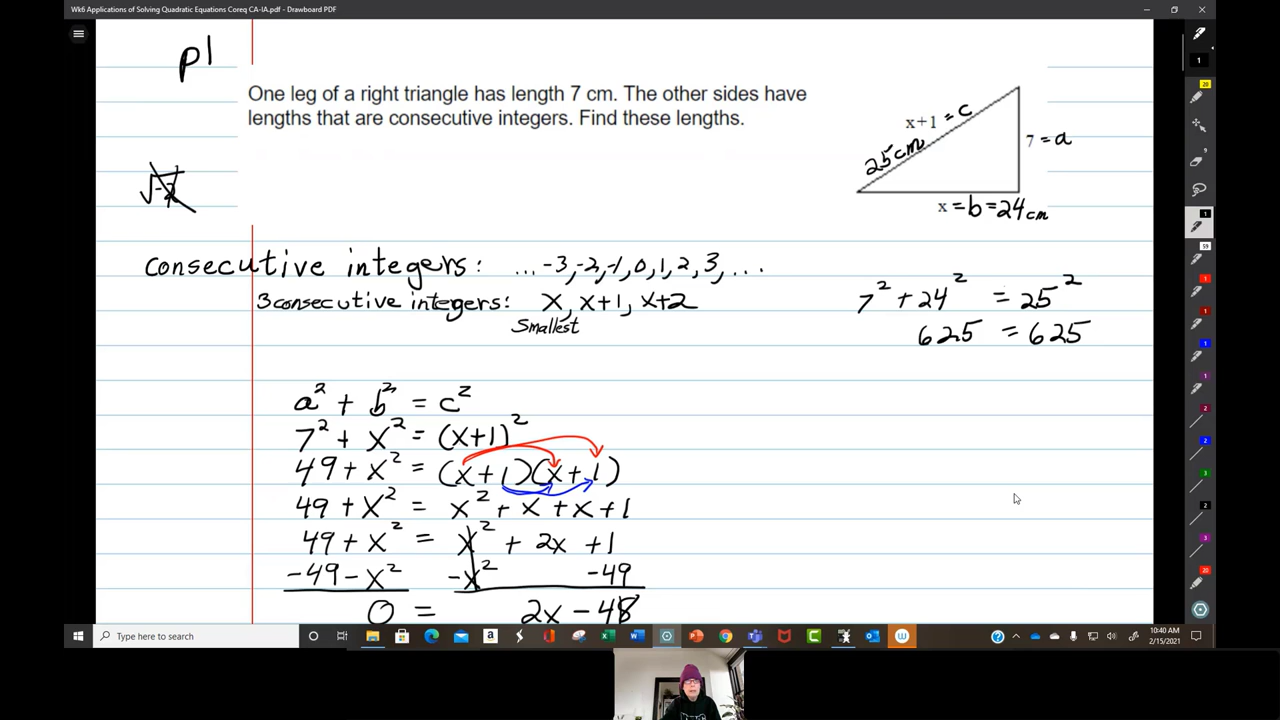 Wk6 Applications of Solving Quadratic Equations Coreq CA-IA.pdf - Drawboard PDF
p1
One leg of a right triangle has length 7 cm. The other sides have
lengths that are consecutive integers. Find these lengths.
x+1 = c
25cm
7 = a
x = b = 24cm
√-2
consecutive integers: ...-3,-2,-1,0,1,2,3,...
3 consecutive integers: x, x+1, x+2
Smallest
7² + 24² = 25²
625 = 625
a² + b² = c²
7² + x² = (x+1)²
49 + x² = (x+1)(x+1)
49 + x² = x² + x + x + 1
49 + x² = x² + 2x + 1
-49 - x² -x² -49
0 = 2x - 48
Type here to search
10:40 AM
2/15/2021